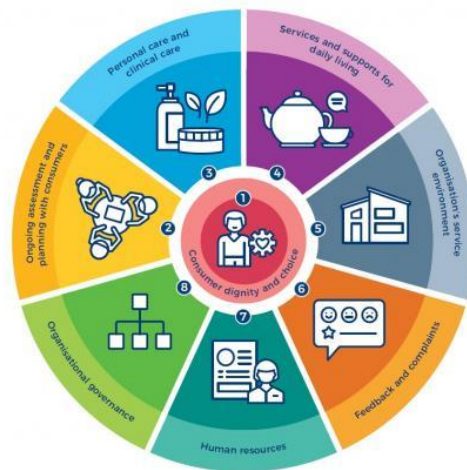 1
Consumer dignity and choice
2
Ongoing assessment and
planning with consumers
3
Personal care and
clinical care
4
Services and supports for
daily living
5
Organisation's service
environment
6
Feedback and complaints
7
Human resources
8
Organisational governance